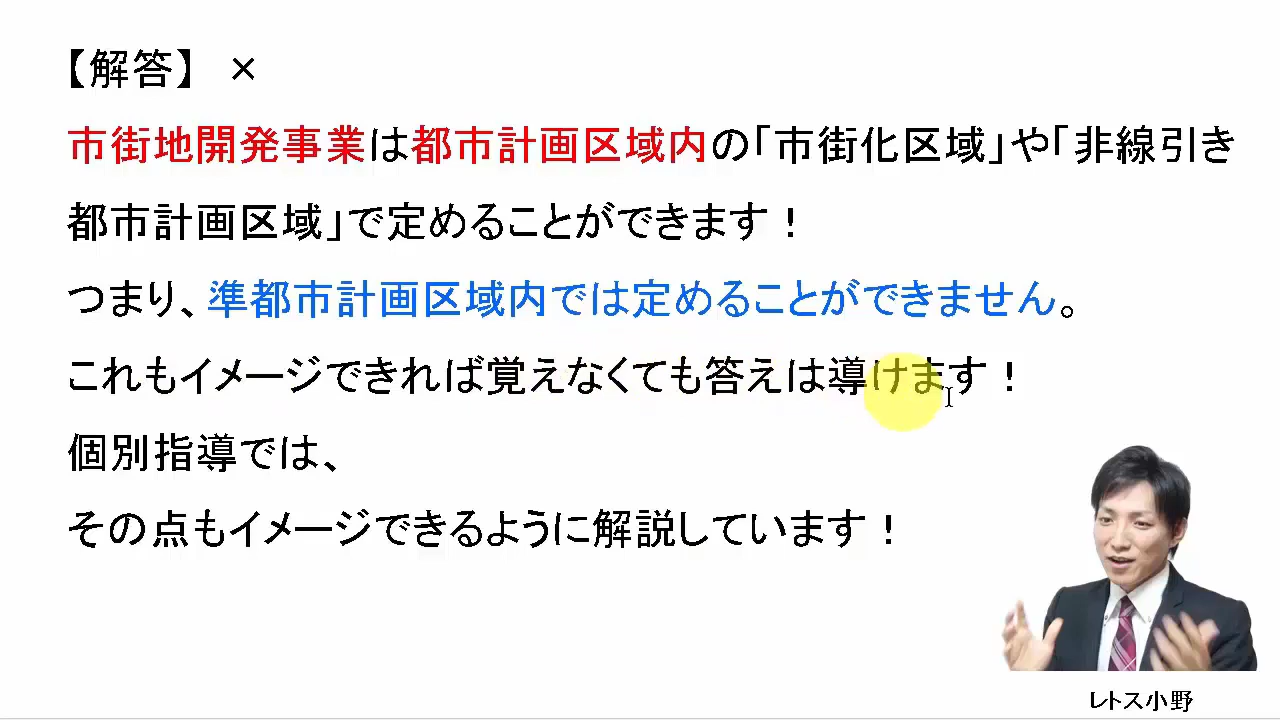 【解答】 ×
市街地開発事業は都市計画区域内の「市街化区域」や「非線引き
都市計画区域」で定めることができます！
つまり、準都市計画区域内では定めることができません。
これもイメージできれば覚えなくても答えは導けます！
個別指導では、
その点もイメージできるように解説しています！
レトス小野